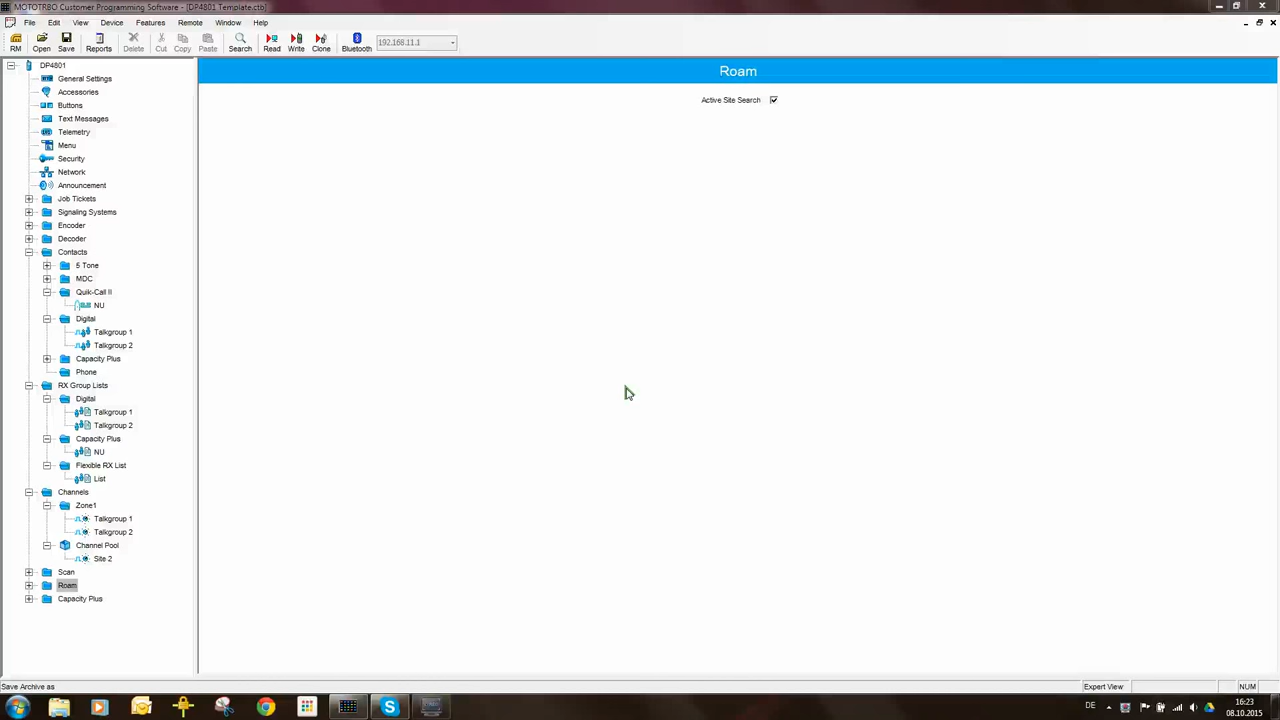 MOTOTRBO Customer Programming Software - [DP4801 Template.ctb]
File Edit View Device Features Remote Window Help
RM Open Save Reports Delete Cut Copy Paste Search Read Write Clone Bluetooth 192.168.11.1
DP4801
General Settings
Accessories
Buttons
Text Messages
Telemetry
Menu
Security
Network
Announcement
Job Tickets
Signaling Systems
Encoder
Decoder
Contacts
5 Tone
MDC
Quik-Call II
NU
Digital
Talkgroup 1
Talkgroup 2
Capacity Plus
Phone
RX Group Lists
Digital
Talkgroup 1
Talkgroup 2
Capacity Plus
NU
Flexible RX List
List
Channels
Zone1
Talkgroup 1
Talkgroup 2
Channel Pool
Site 2
Scan
Roam
Capacity Plus
Roam
Active Site Search
Save Archive as
Expert View
NUM
DE
16:23
08.10.2015